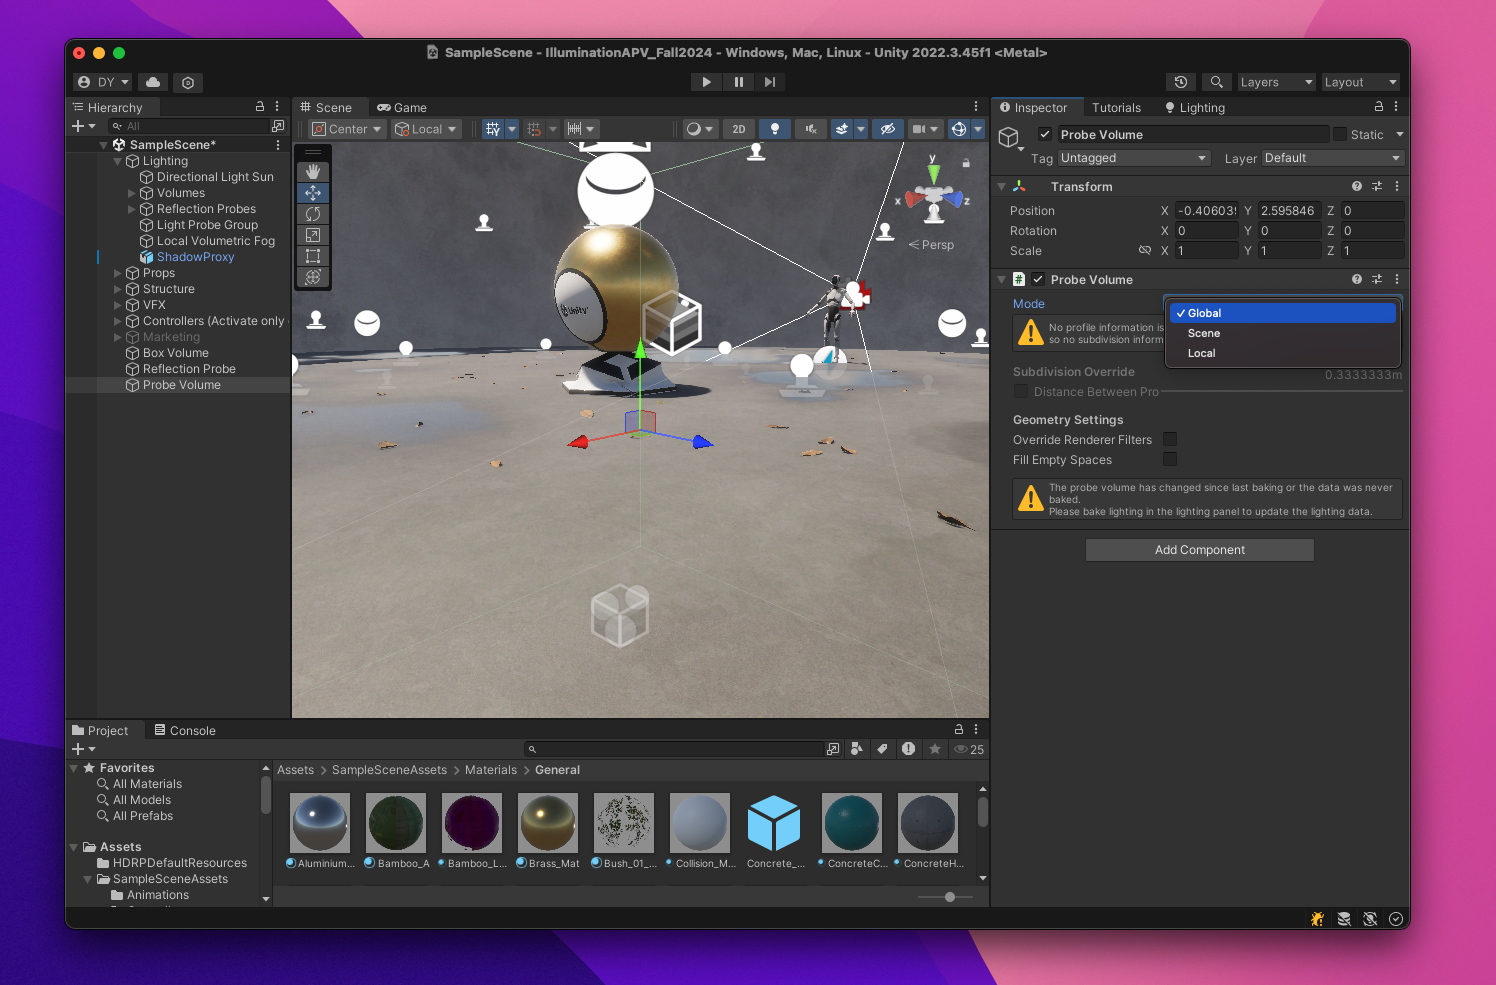 SampleScene - IlluminationAPV_Fall2024 - Windows, Mac, Linux - Unity 2022.3.45f1 <Metal>
DY
Layers
Layout
Hierarchy
All
SampleScene*
Lighting
Directional Light Sun
Volumes
Reflection Probes
Light Probe Group
Local Volumetric Fog
ShadowProxy
Props
Structure
VFX
Controllers (Activate only
Marketing
Box Volume
Reflection Probe
Probe Volume
Scene
Game
Center
Local
2D
y
x
z
Persp
unity
Inspector
Tutorials
Lighting
Probe Volume
Static
Tag Untagged
Layer Default
Transform
Position X -0.40603 Y 2.595846 Z 0
Rotation X 0 Y 0 Z 0
Scale X 1 Y 1 Z 1
# Probe Volume
Mode
Global
Scene
Local
No profile information is
so no subdivision inform
Subdivision Override
0.3333333m
Distance Between Pro
Geometry Settings
Override Renderer Filters
Fill Empty Spaces
The probe volume has changed since last baking or the data was never
baked.
Please bake lighting in the lighting panel to update the lighting data.
Add Component
Project
Console
25
Favorites
All Materials
All Models
All Prefabs
Assets
HDRPDefaultResources
SampleSceneAssets
Animations
Assets > SampleSceneAssets > Materials > General
Aluminium...
Bamboo_A
Bamboo_L...
Brass_Mat
Bush_01_...
Collision_M...
Concrete_...
ConcreteC...
ConcreteH...